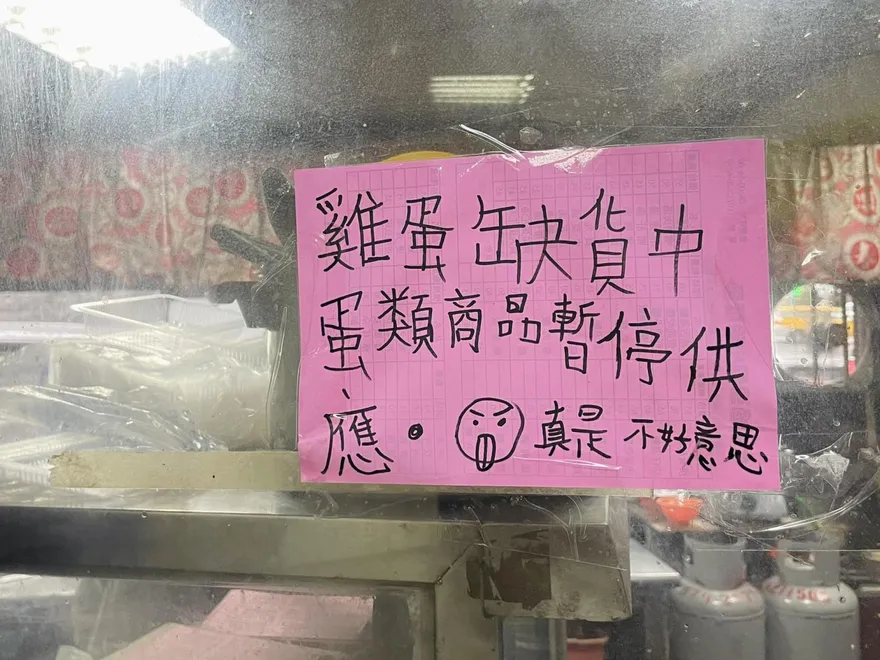 雞蛋缺貨中
蛋類商品暫停供
應。真是不好意思